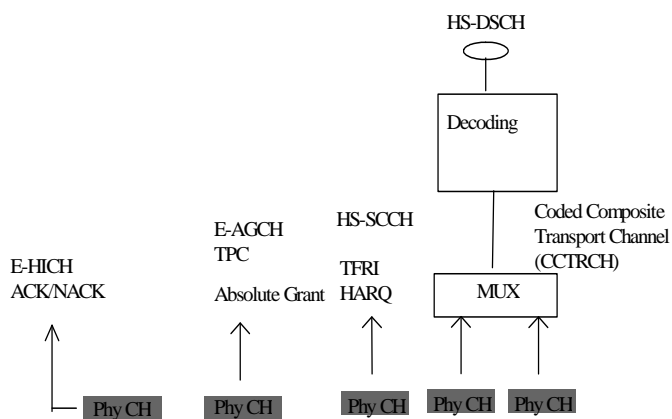 HS-DSCH
Decoding
HS-SCCH
Coded Composite
Transport Channel
(CCTRCH)
E-AGCH
TPC
E-HICH
ACK/NACK
Absolute Grant
TFRI
HARQ
MUX
Phy CH
Phy CH
Phy CH
Phy CH
Phy CH